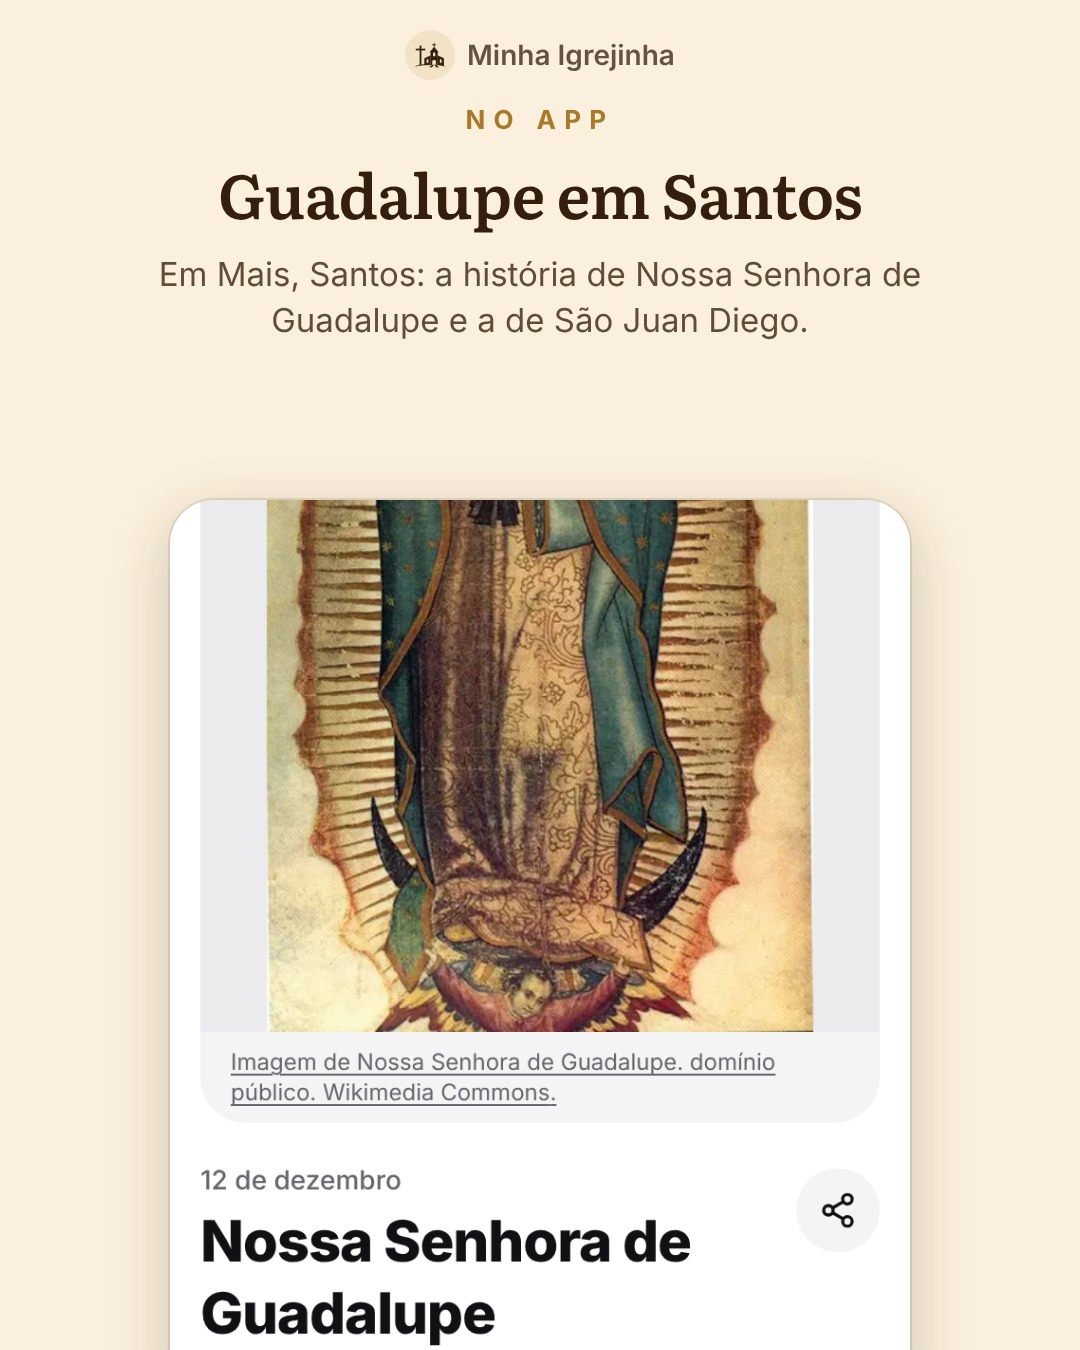 Minha Igrejinha
NO APP
Guadalupe em Santos
Em Mais, Santos: a história de Nossa Senhora de
Guadalupe e a de São Juan Diego.
Imagem de Nossa Senhora de Guadalupe. domínio
público. Wikimedia Commons.
12 de dezembro
Nossa Senhora de
Guadalupe